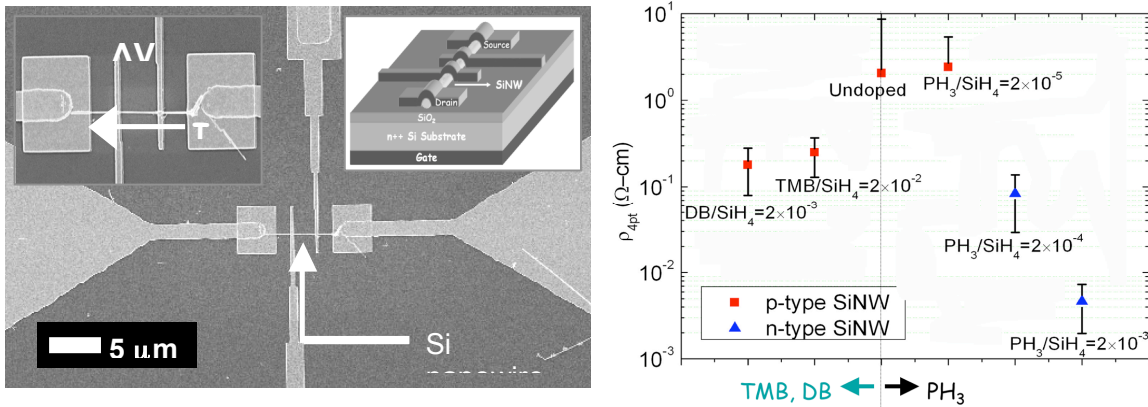 ΔV
Source
SiNW
Drain
SiO₂
n++ Si Substrate
Gate
5 μm
Si
10¹
10⁰
10⁻¹
10⁻²
10⁻³
ρ4pt (Ω–cm)
Undoped
PH₃/SiH₄=2×10⁻⁵
TMB/SiH₄=2×10⁻²
DB/SiH₄=2×10⁻³
PH₃/SiH₄=2×10⁻⁴
PH₃/SiH₄=2×10⁻³
p-type SiNW
n-type SiNW
TMB, DB
PH₃